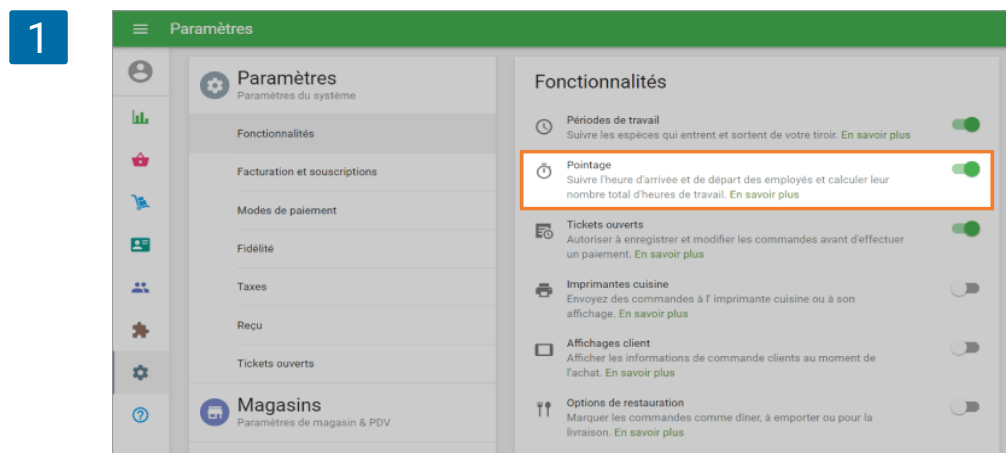 1
Paramètres
Paramètres
Paramètres du système
Fonctionnalités
Facturation et souscriptions
Modes de paiement
Fidélité
Taxes
Reçu
Tickets ouverts
Magasins
Paramètres de magasin & PDV
Fonctionnalités
Périodes de travail
Suivre les espèces qui entrent et sortent de votre tiroir. En savoir plus
Pointage
Suivre l'heure d'arrivée et de départ des employés et calculer leur
nombre total d'heures de travail. En savoir plus
Tickets ouverts
Autoriser à enregistrer et modifier les commandes avant d'effectuer
un paiement. En savoir plus
Imprimantes cuisine
Envoyez des commandes à l' imprimante cuisine ou à son
affichage. En savoir plus
Affichages client
Afficher les informations de commande clients au moment de
l'achat. En savoir plus
Options de restauration
Marquer les commandes comme dîner, à emporter ou pour la
livraison. En savoir plus